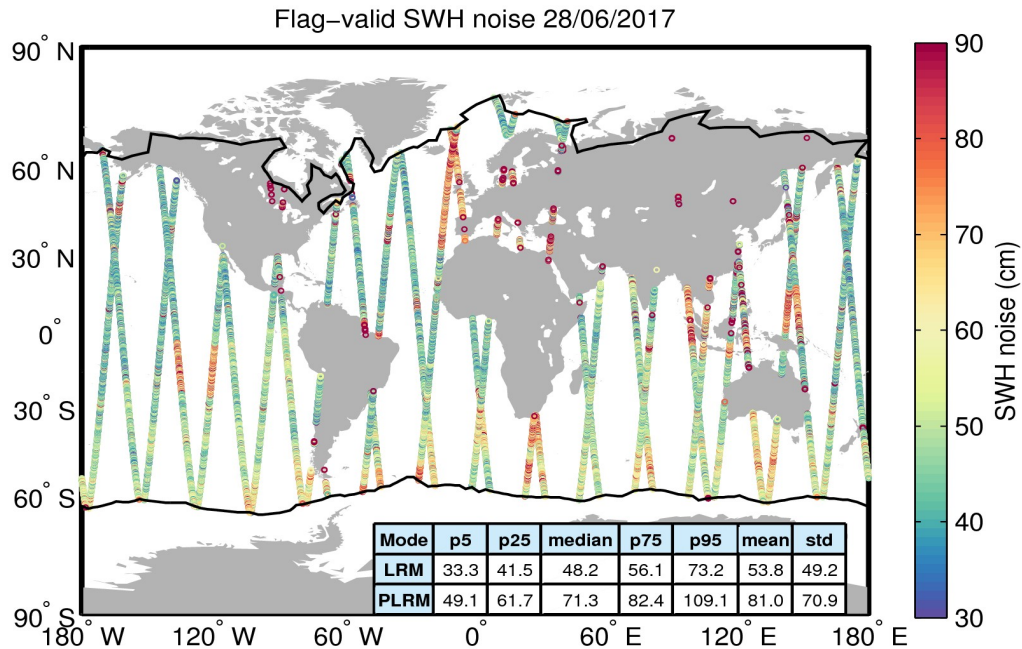 Flag-valid SWH noise 28/06/2017
90° N
60° N
30° N
0°
30° S
60° S
90° S
180° W
120° W
60° W
0°
60° E
120° E
180° E
Mode p5 p25 median p75 p95 mean std
LRM 33.3 41.5 48.2 56.1 73.2 53.8 49.2
PLRM 49.1 61.7 71.3 82.4 109.1 81.0 70.9
90
80
70
60
50
40
30
SWH noise (cm)